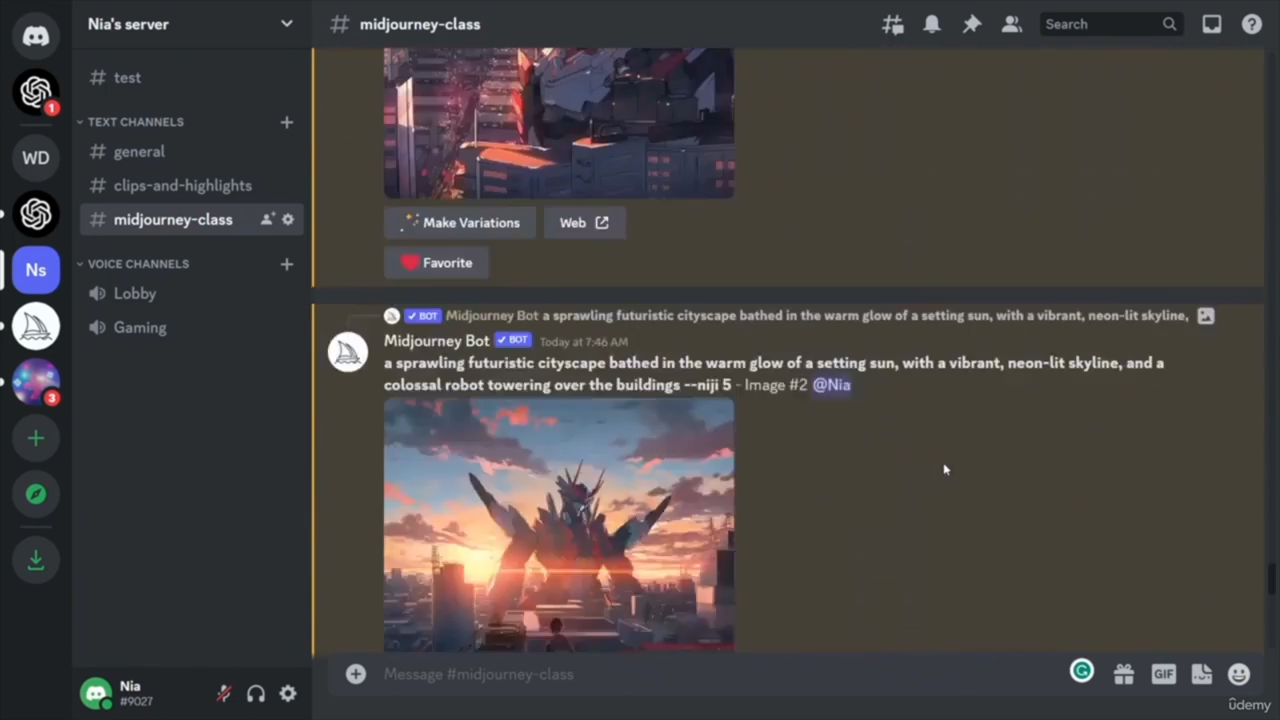 Nia's server
# midjourney-class
Search
1
# test
TEXT CHANNELS
WD
# general
# clips-and-highlights
# midjourney-class
VOICE CHANNELS
Ns
Lobby
Gaming
3
Make Variations
Web
Favorite
BOT Midjourney Bot a sprawling futuristic cityscape bathed in the warm glow of a setting sun, with a vibrant, neon-lit skyline,
Midjourney Bot BOT Today at 7:46 AM
a sprawling futuristic cityscape bathed in the warm glow of a setting sun, with a vibrant, neon-lit skyline, and a
colossal robot towering over the buildings --niji 5 - Image #2 @Nia
Nia
#9027
Message #midjourney-class
GIF
ûdemy